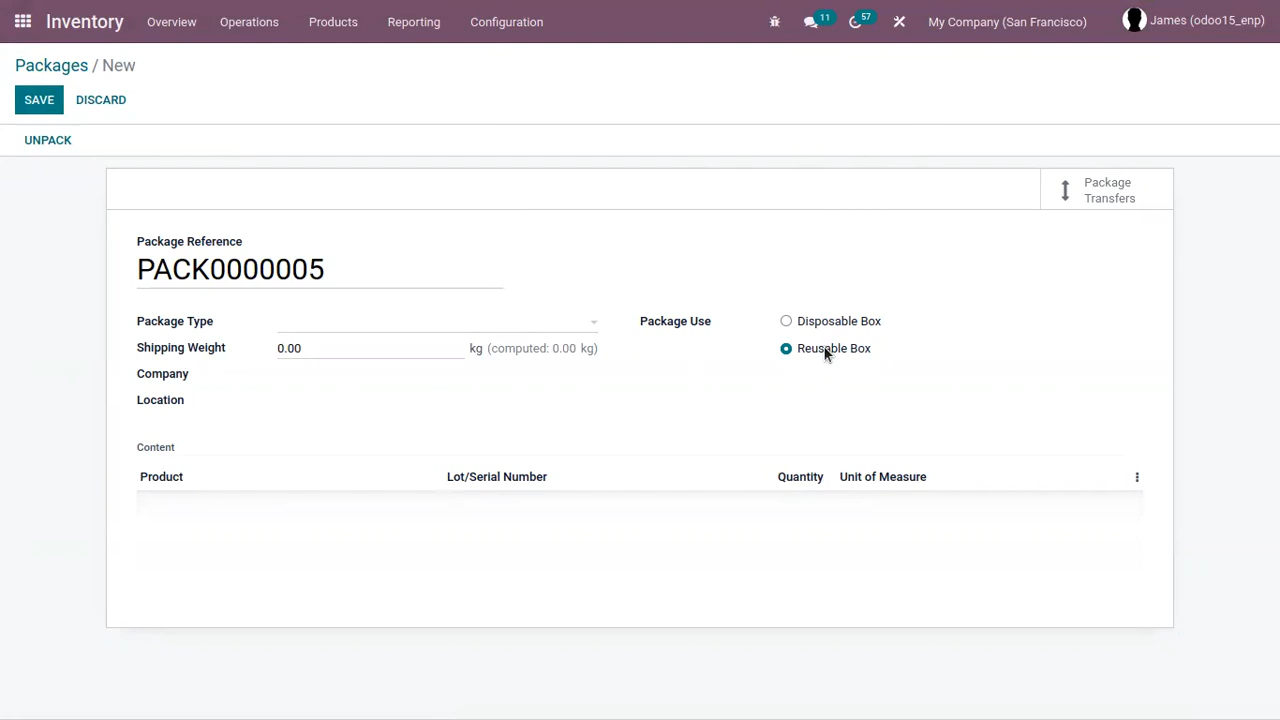 Inventory Overview Operations Products Reporting Configuration 11 57 My Company (San Francisco) James (odoo15_enp)
Packages / New
SAVE DISCARD
UNPACK
Package
Transfers
Package Reference
PACK0000005
Package Type Package Use Disposable Box
Shipping Weight 0.00 kg (computed: 0.00 kg) Reusable Box
Company
Location
Content
Product Lot/Serial Number Quantity Unit of Measure